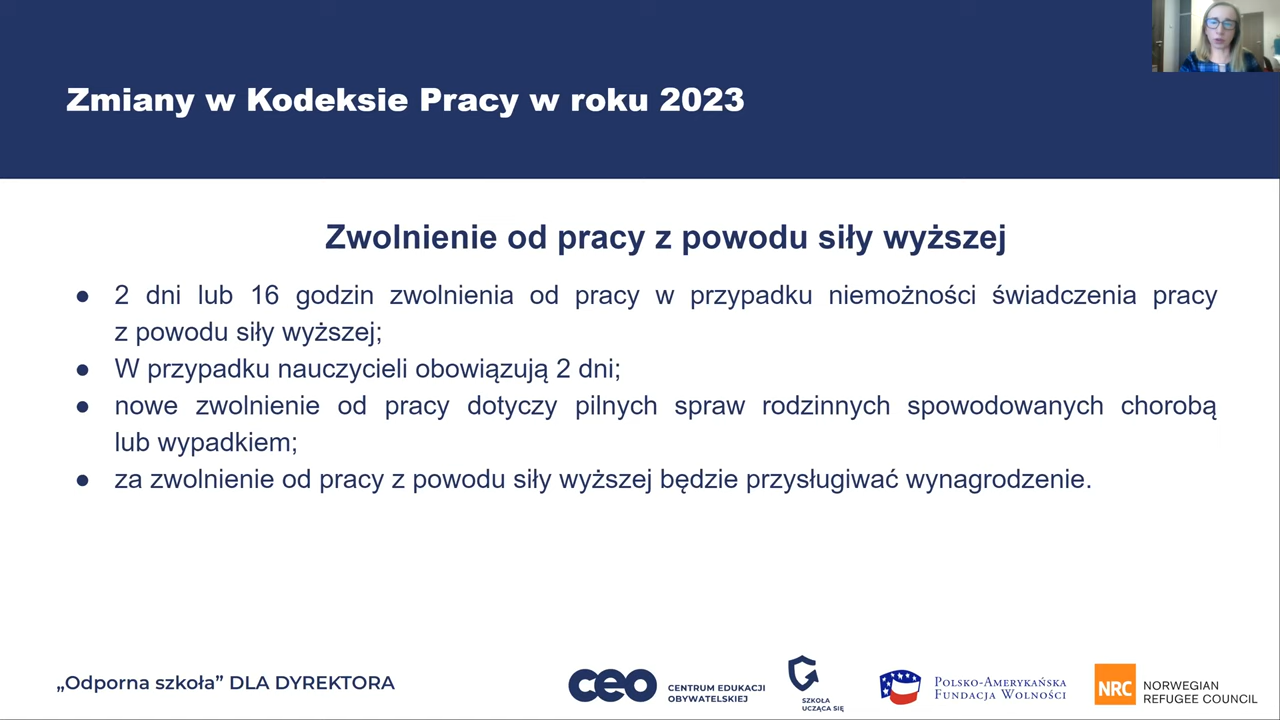 Zmiany w Kodeksie Pracy w roku 2023
Zwolnienie od pracy z powodu siły wyższej
● 2 dni lub 16 godzin zwolnienia od pracy w przypadku niemożności świadczenia pracy
z powodu siły wyższej;
● W przypadku nauczycieli obowiązują 2 dni;
● nowe zwolnienie od pracy dotyczy pilnych spraw rodzinnych spowodowanych chorobą
lub wypadkiem;
● za zwolnienie od pracy z powodu siły wyższej będzie przysługiwać wynagrodzenie.
„Odporna szkoła” DLA DYREKTORA
ceo
CENTRUM EDUKACJI
OBYWATELSKIEJ
SZKOŁA
UCZĄCA SIĘ
POLSKO-AMERYKAŃSKA
FUNDACJA WOLNOŚCI
NRC
NORWEGIAN
REFUGEE COUNCIL